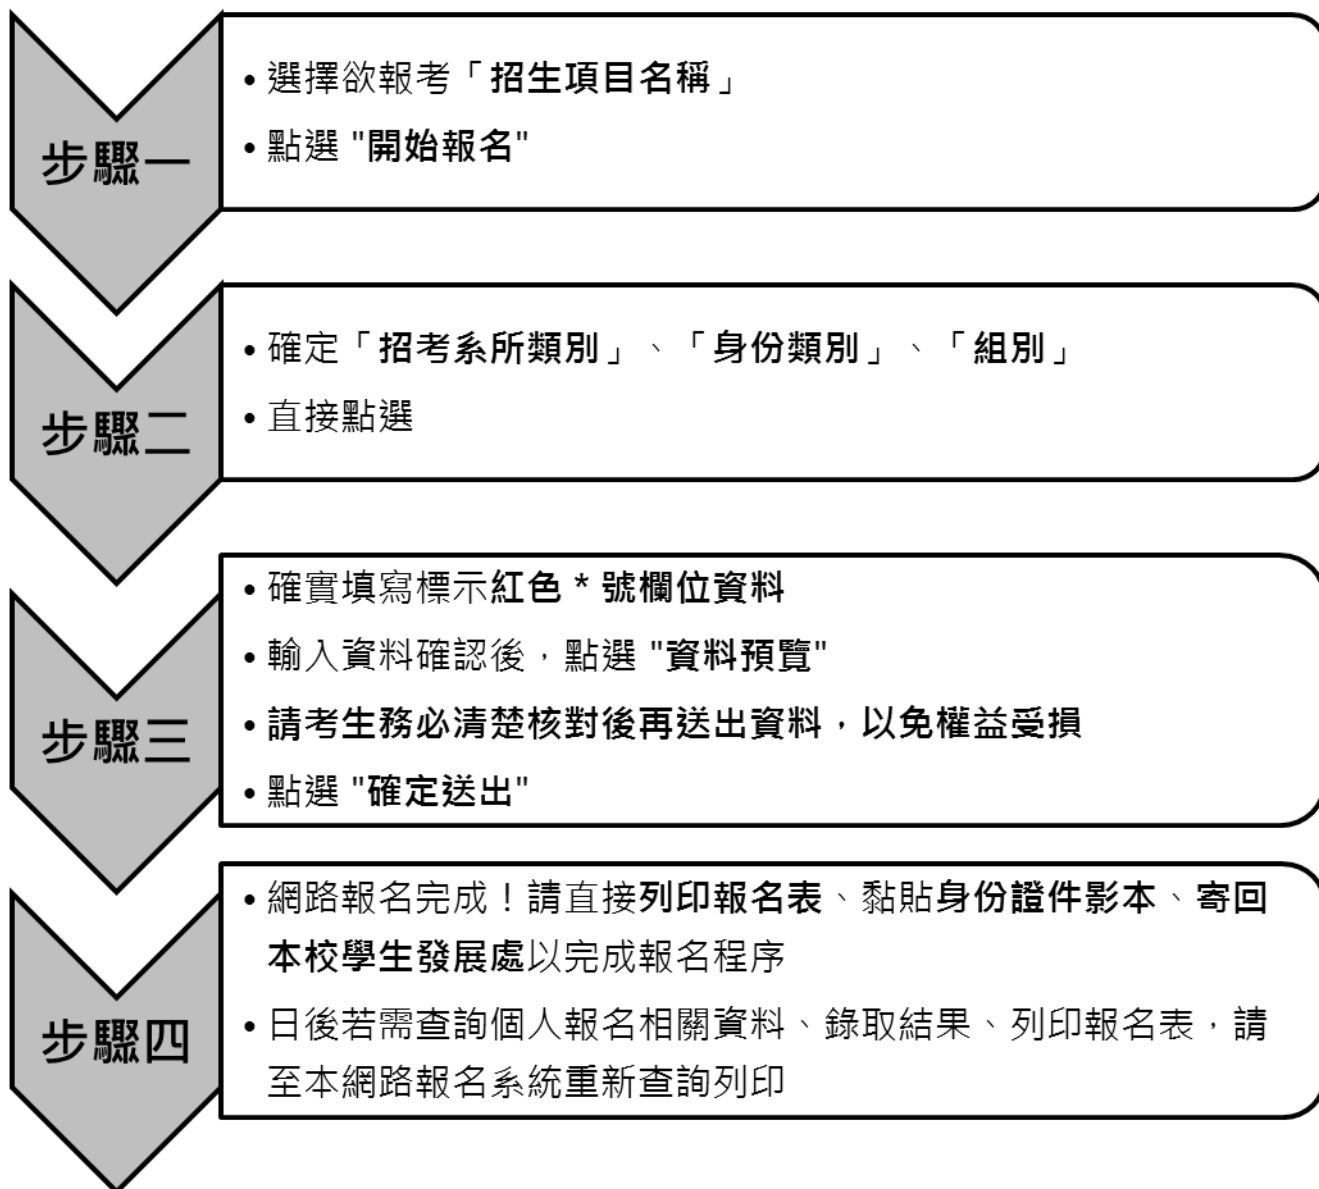 步驟一
• 選擇欲報考「招生項目名稱」
• 點選 "開始報名"
步驟二
• 確定「招考系所類別」、「身份類別」、「組別」
• 直接點選
步驟三
• 確實填寫標示紅色 * 號欄位資料
• 輸入資料確認後，點選 "資料預覽"
• 請考生務必清楚核對後再送出資料，以免權益受損
• 點選 "確定送出"
步驟四
• 網路報名完成！請直接列印報名表、黏貼身份證件影本、寄回
本校學生發展處以完成報名程序
• 日後若需查詢個人報名相關資料、錄取結果、列印報名表，請
至本網路報名系統重新查詢列印